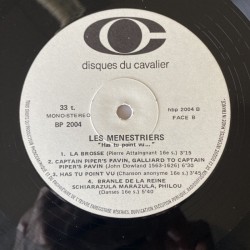 disques du cavalier
33 t.
MONO-STEREO
BP 2004
hbp 2004 B
FACE B
LES MENESTRIERS
"Has tu point vu..."
1. LA BROSSE (Pierre Attaingnant 16e s.) 3'15
2. CAPTAIN PIPER'S PAVIN, GALLIARD TO CAPTAIN
PIPER'S PAVIN (John Dowland 1563-1626) 6'30
3. HAS TU POINT VU (Chanson anonyme 16e s.) 3'45
4. BRANLE DE LA REINE
SCHIARAZULA MARAZULA, PHILOU
(Danses 16e s.)